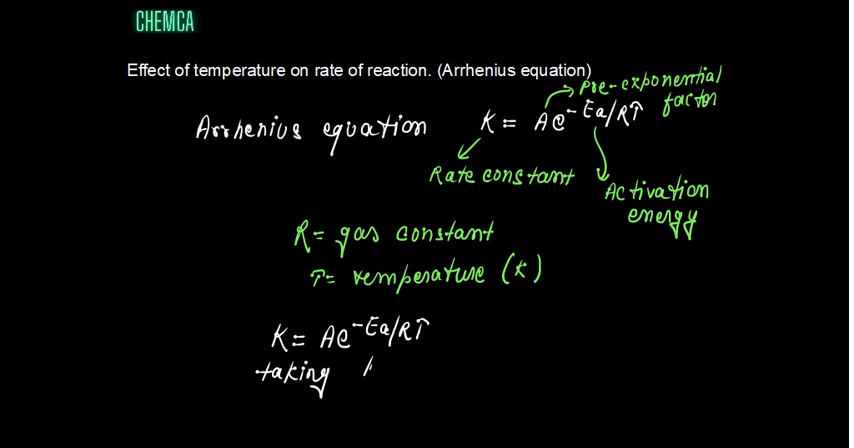 CHEMCA
Effect of temperature on rate of reaction. (Arrhenius equation)
Pre-exponential
factor
Arrhenius equation K = Ae^-Ea/RT
Rate constant
Activation
energy
R = gas constant
T = temperature (K)
K = Ae^-Ea/RT
taking